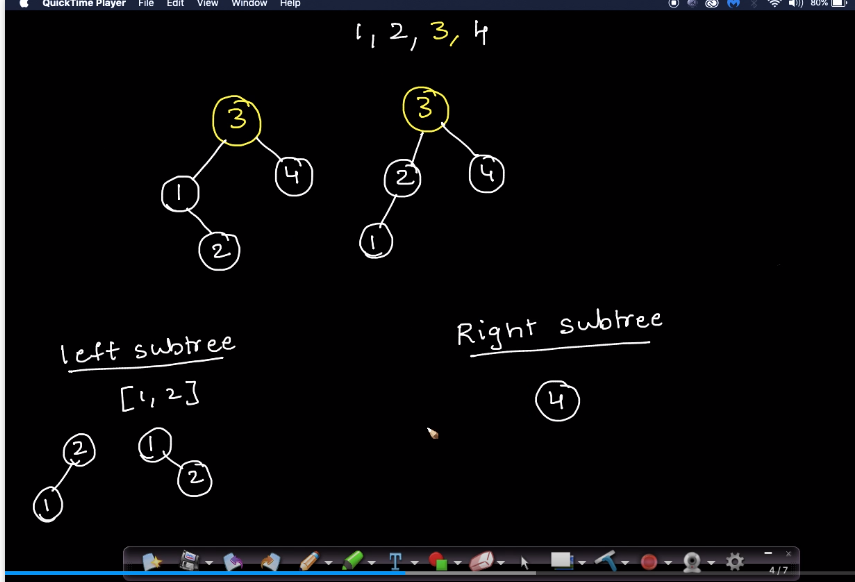 QuickTime Player File Edit View Window Help 80%
1, 2, 3, 4
3 3
1 4 2 4
2 1
left subtree Right subtree
[1, 2] 4
2 1
1 2
T
4/7